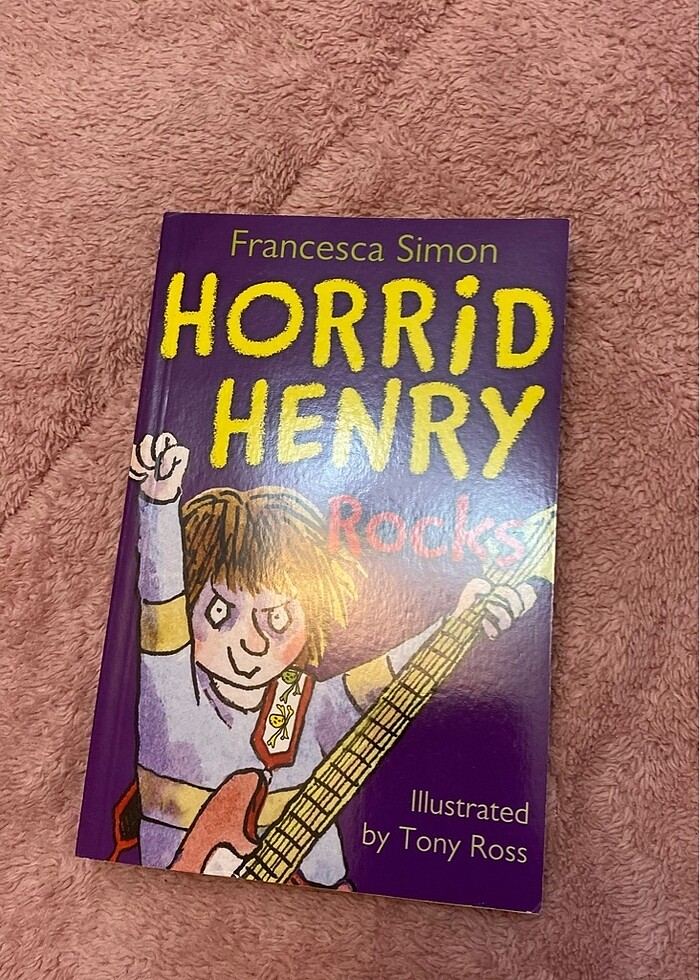 Francesca Simon
HORRiD
HENRY
Rocks
Illustrated
by Tony Ross